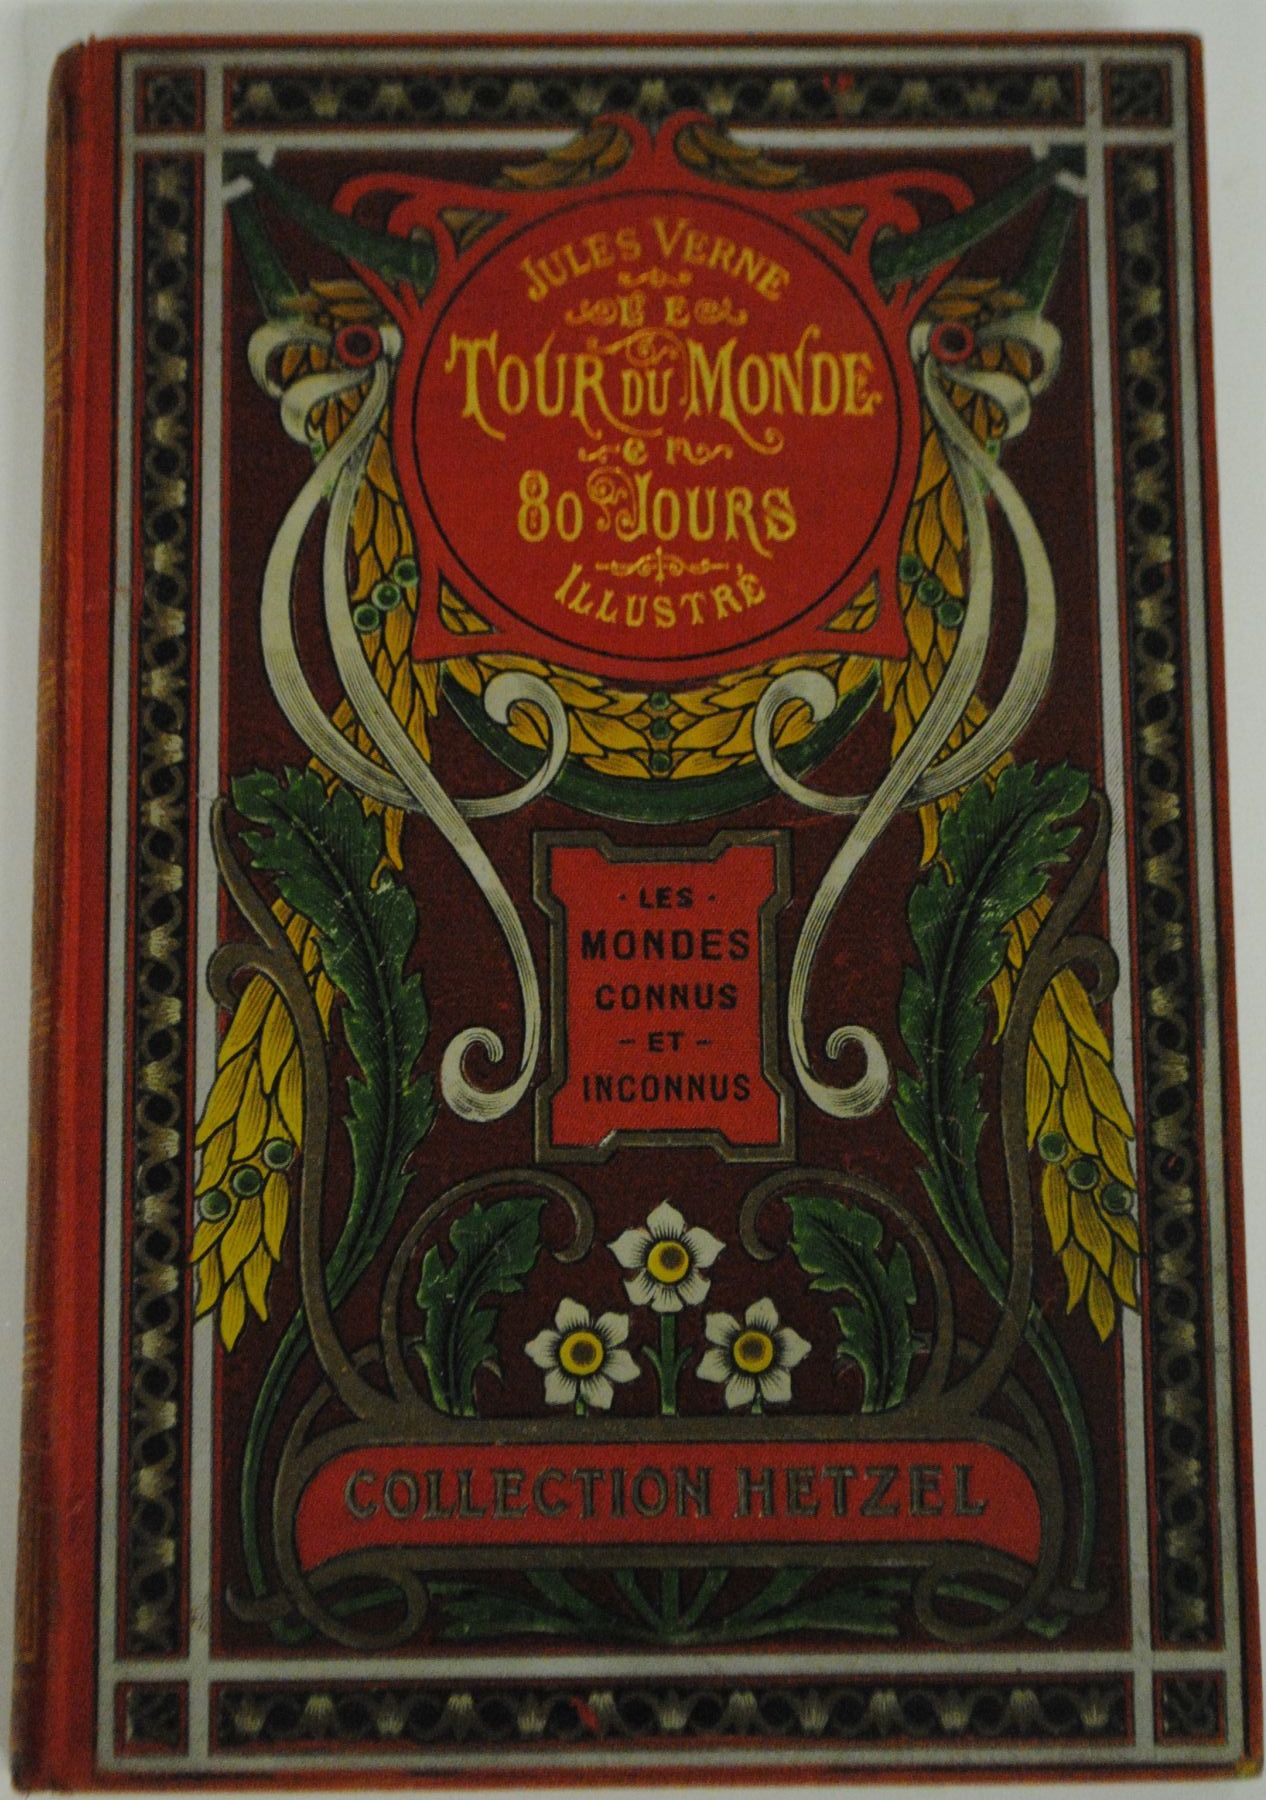 JULES VERNE
LE
TOUR DU MONDE
en
80 JOURS
ILLUSTRÉ
· LES ·
MONDES
CONNUS
- ET -
INCONNUS
COLLECTION HETZEL